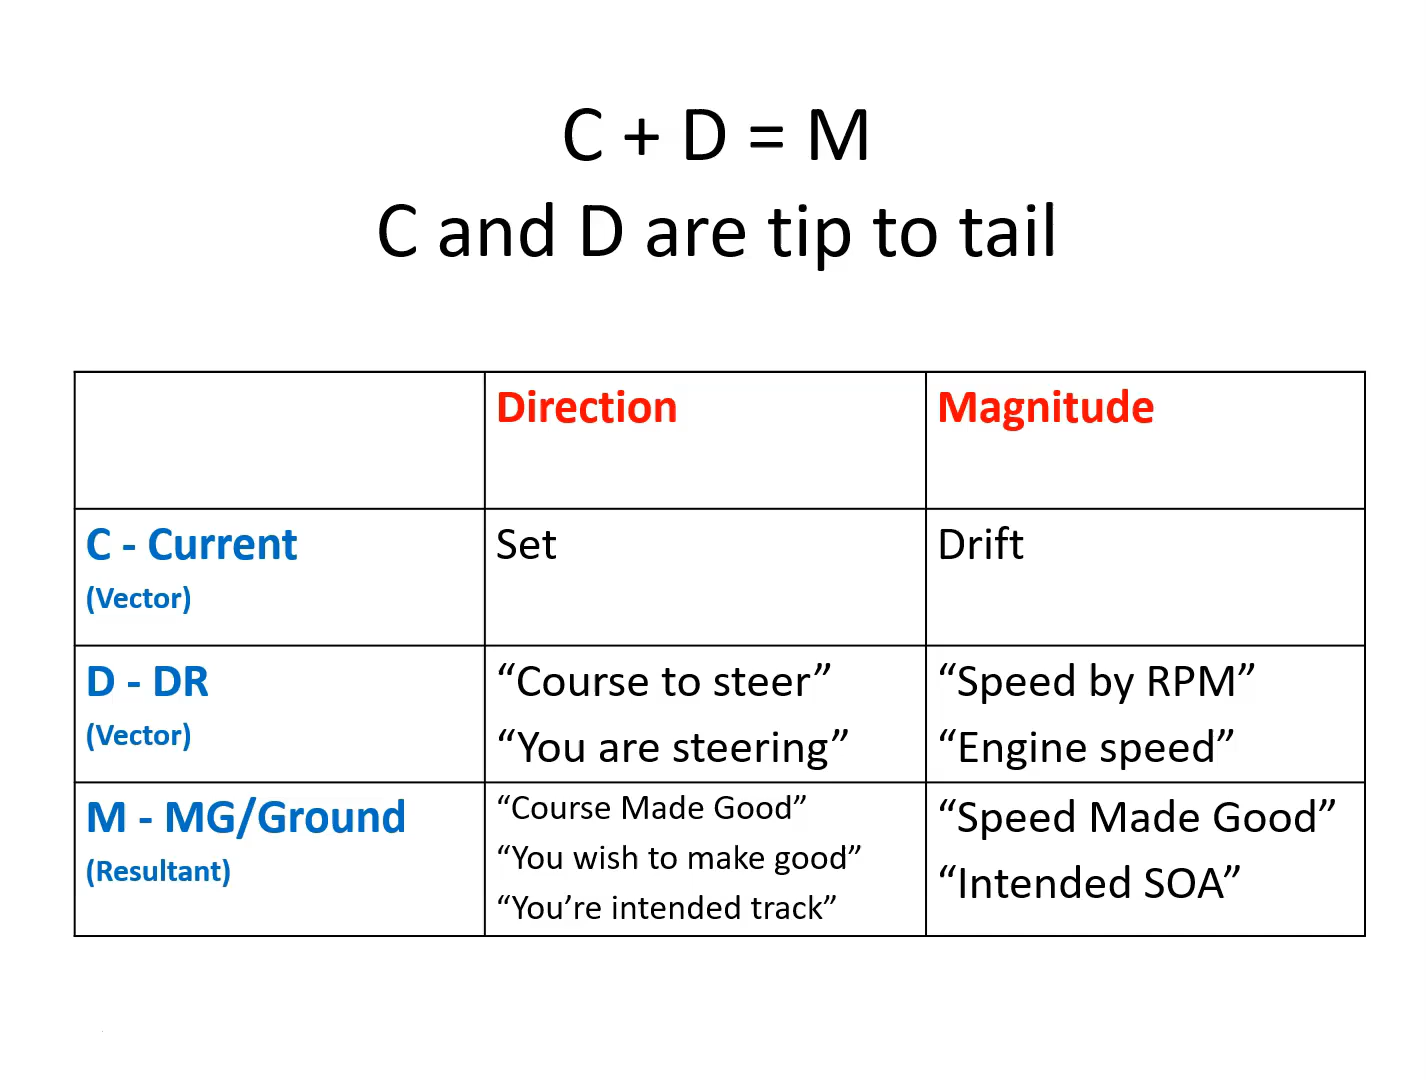 C + D = M
C and D are tip to tail
Direction
Magnitude
C - Current
(Vector)
Set
Drift
D - DR
(Vector)
“Course to steer”
“You are steering”
“Speed by RPM”
“Engine speed”
M - MG/Ground
(Resultant)
“Course Made Good”
“You wish to make good”
“You’re intended track”
“Speed Made Good”
“Intended SOA”